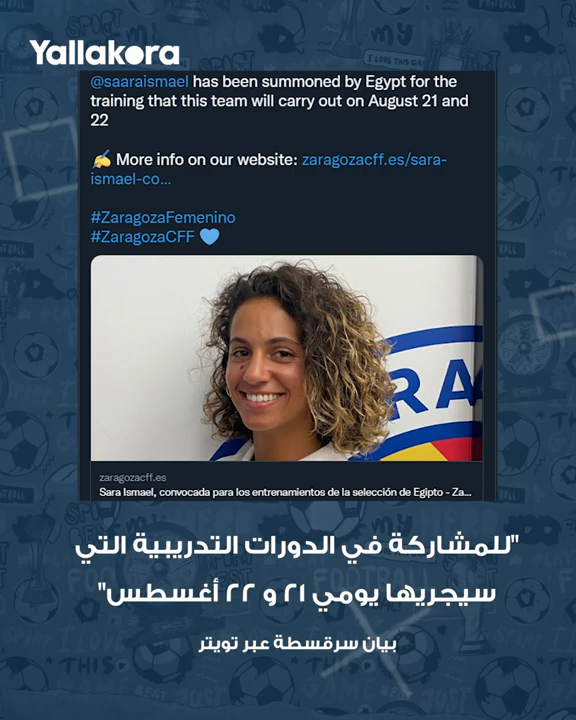 Yallakora
@saaraismael has been summoned by Egypt for the
training that this team will carry out on August 21 and
22
✍️ More info on our website: zaragozacff.es/sara-
ismael-co...
#ZaragozaFemenino
#ZaragozaCFF 💙
RA
zaragozacff.es
Sara Ismael, convocada para los entrenamientos de la selección de Egipto - Za...
"للمشاركة في الدورات التدريبية التي
سيجريها يومي ٢١ و ٢٢ أغسطس"
بيان سرقسطة عبر تويتر